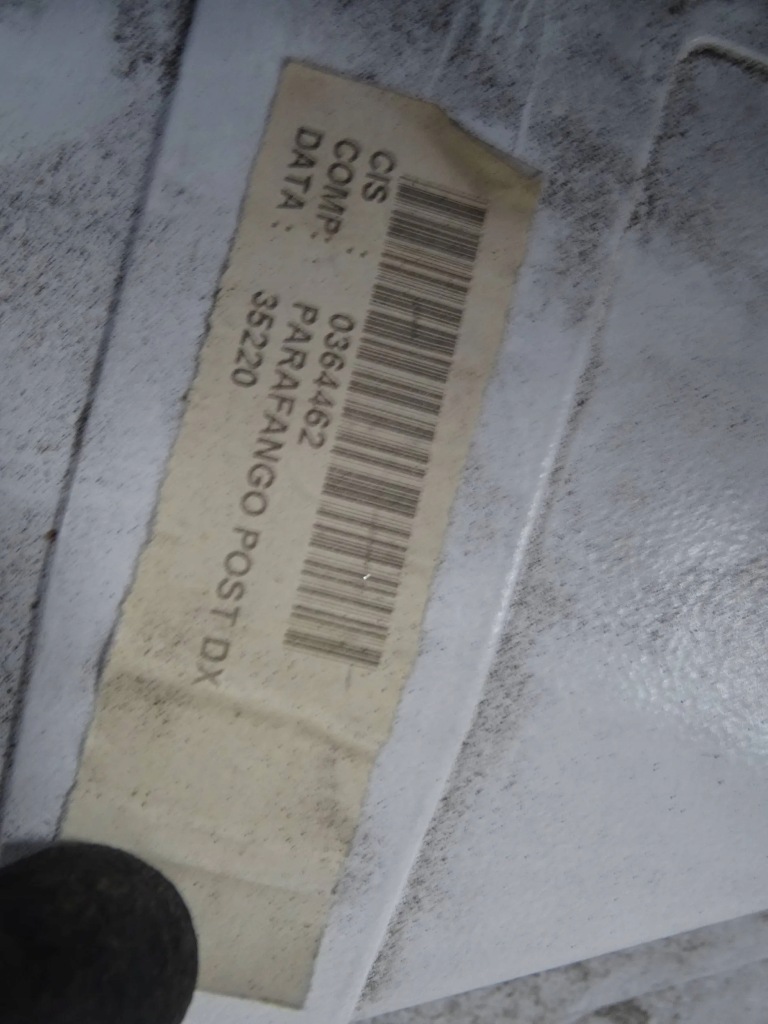 CIS : 0364462
COMP. : PARAFANGO POST DX
DATA : 35220